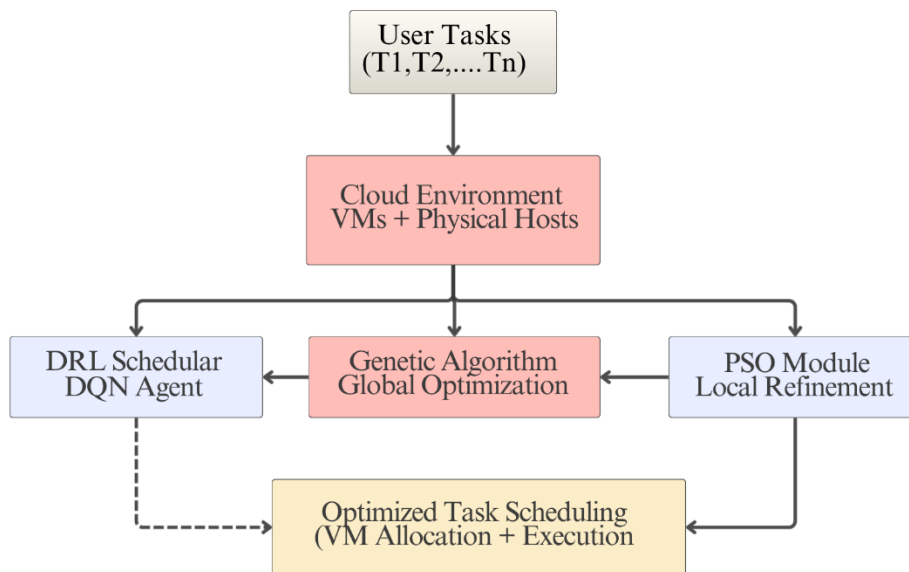 User Tasks
(T1,T2,....Tn)
Cloud Environment
VMs + Physical Hosts
DRL Schedular
DQN Agent
Genetic Algorithm
Global Optimization
PSO Module
Local Refinement
Optimized Task Scheduling
(VM Allocation + Execution